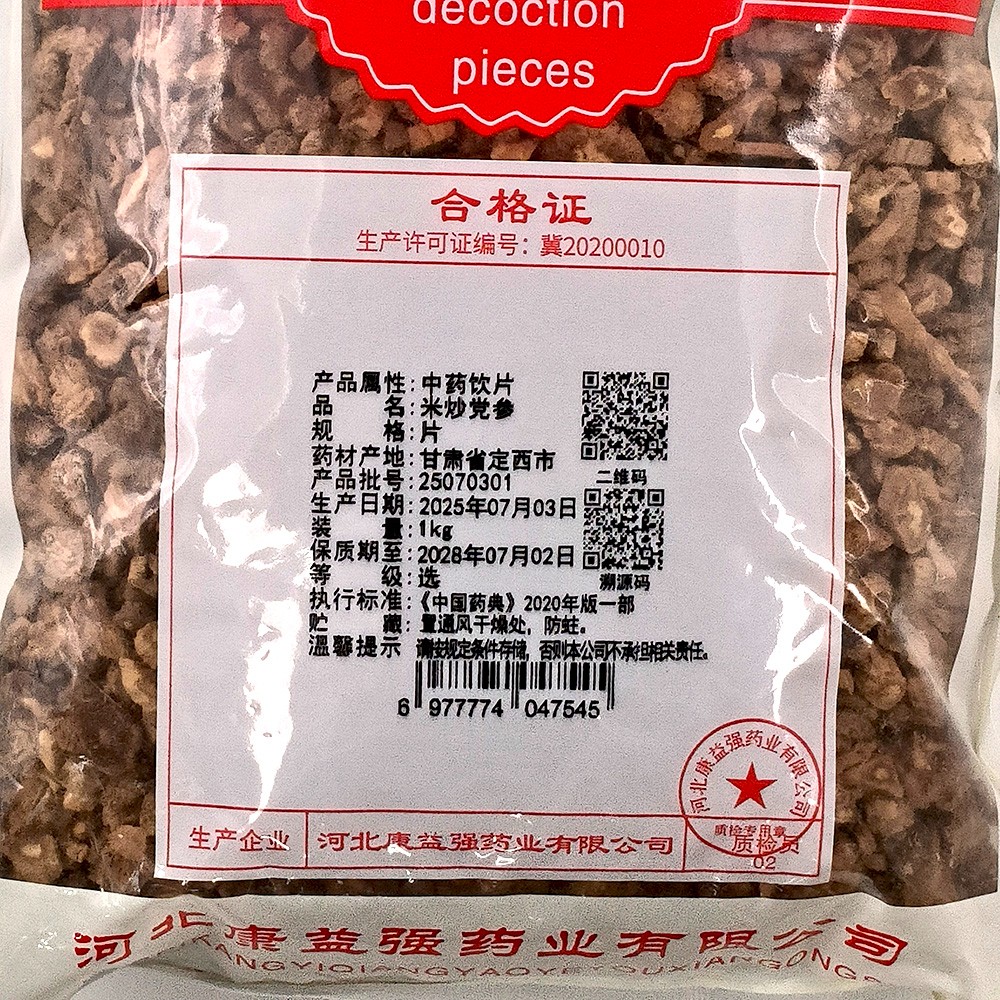 decoction
pieces
合格证
生产许可证编号：冀20200010
产品属性：中药饮片
品名：米炒党参
规格：片
药材产地：甘肃省定西市
产品批号：25070301
生产日期：2025年07月03日
装量：1kg
保质期至：2028年07月02日
等级：选
执行标准：《中国药典》2020年版一部
贮藏：置通风干燥处，防蛀。
温馨提示 请按规定条件存储，否则本公司不承担相关责任。
二维码
溯源码
6 977774 047545
河北康益强药业有限公司
质检专用章
质检员
02
生产企业 河北康益强药业有限公司
河北康益强药业有限公司